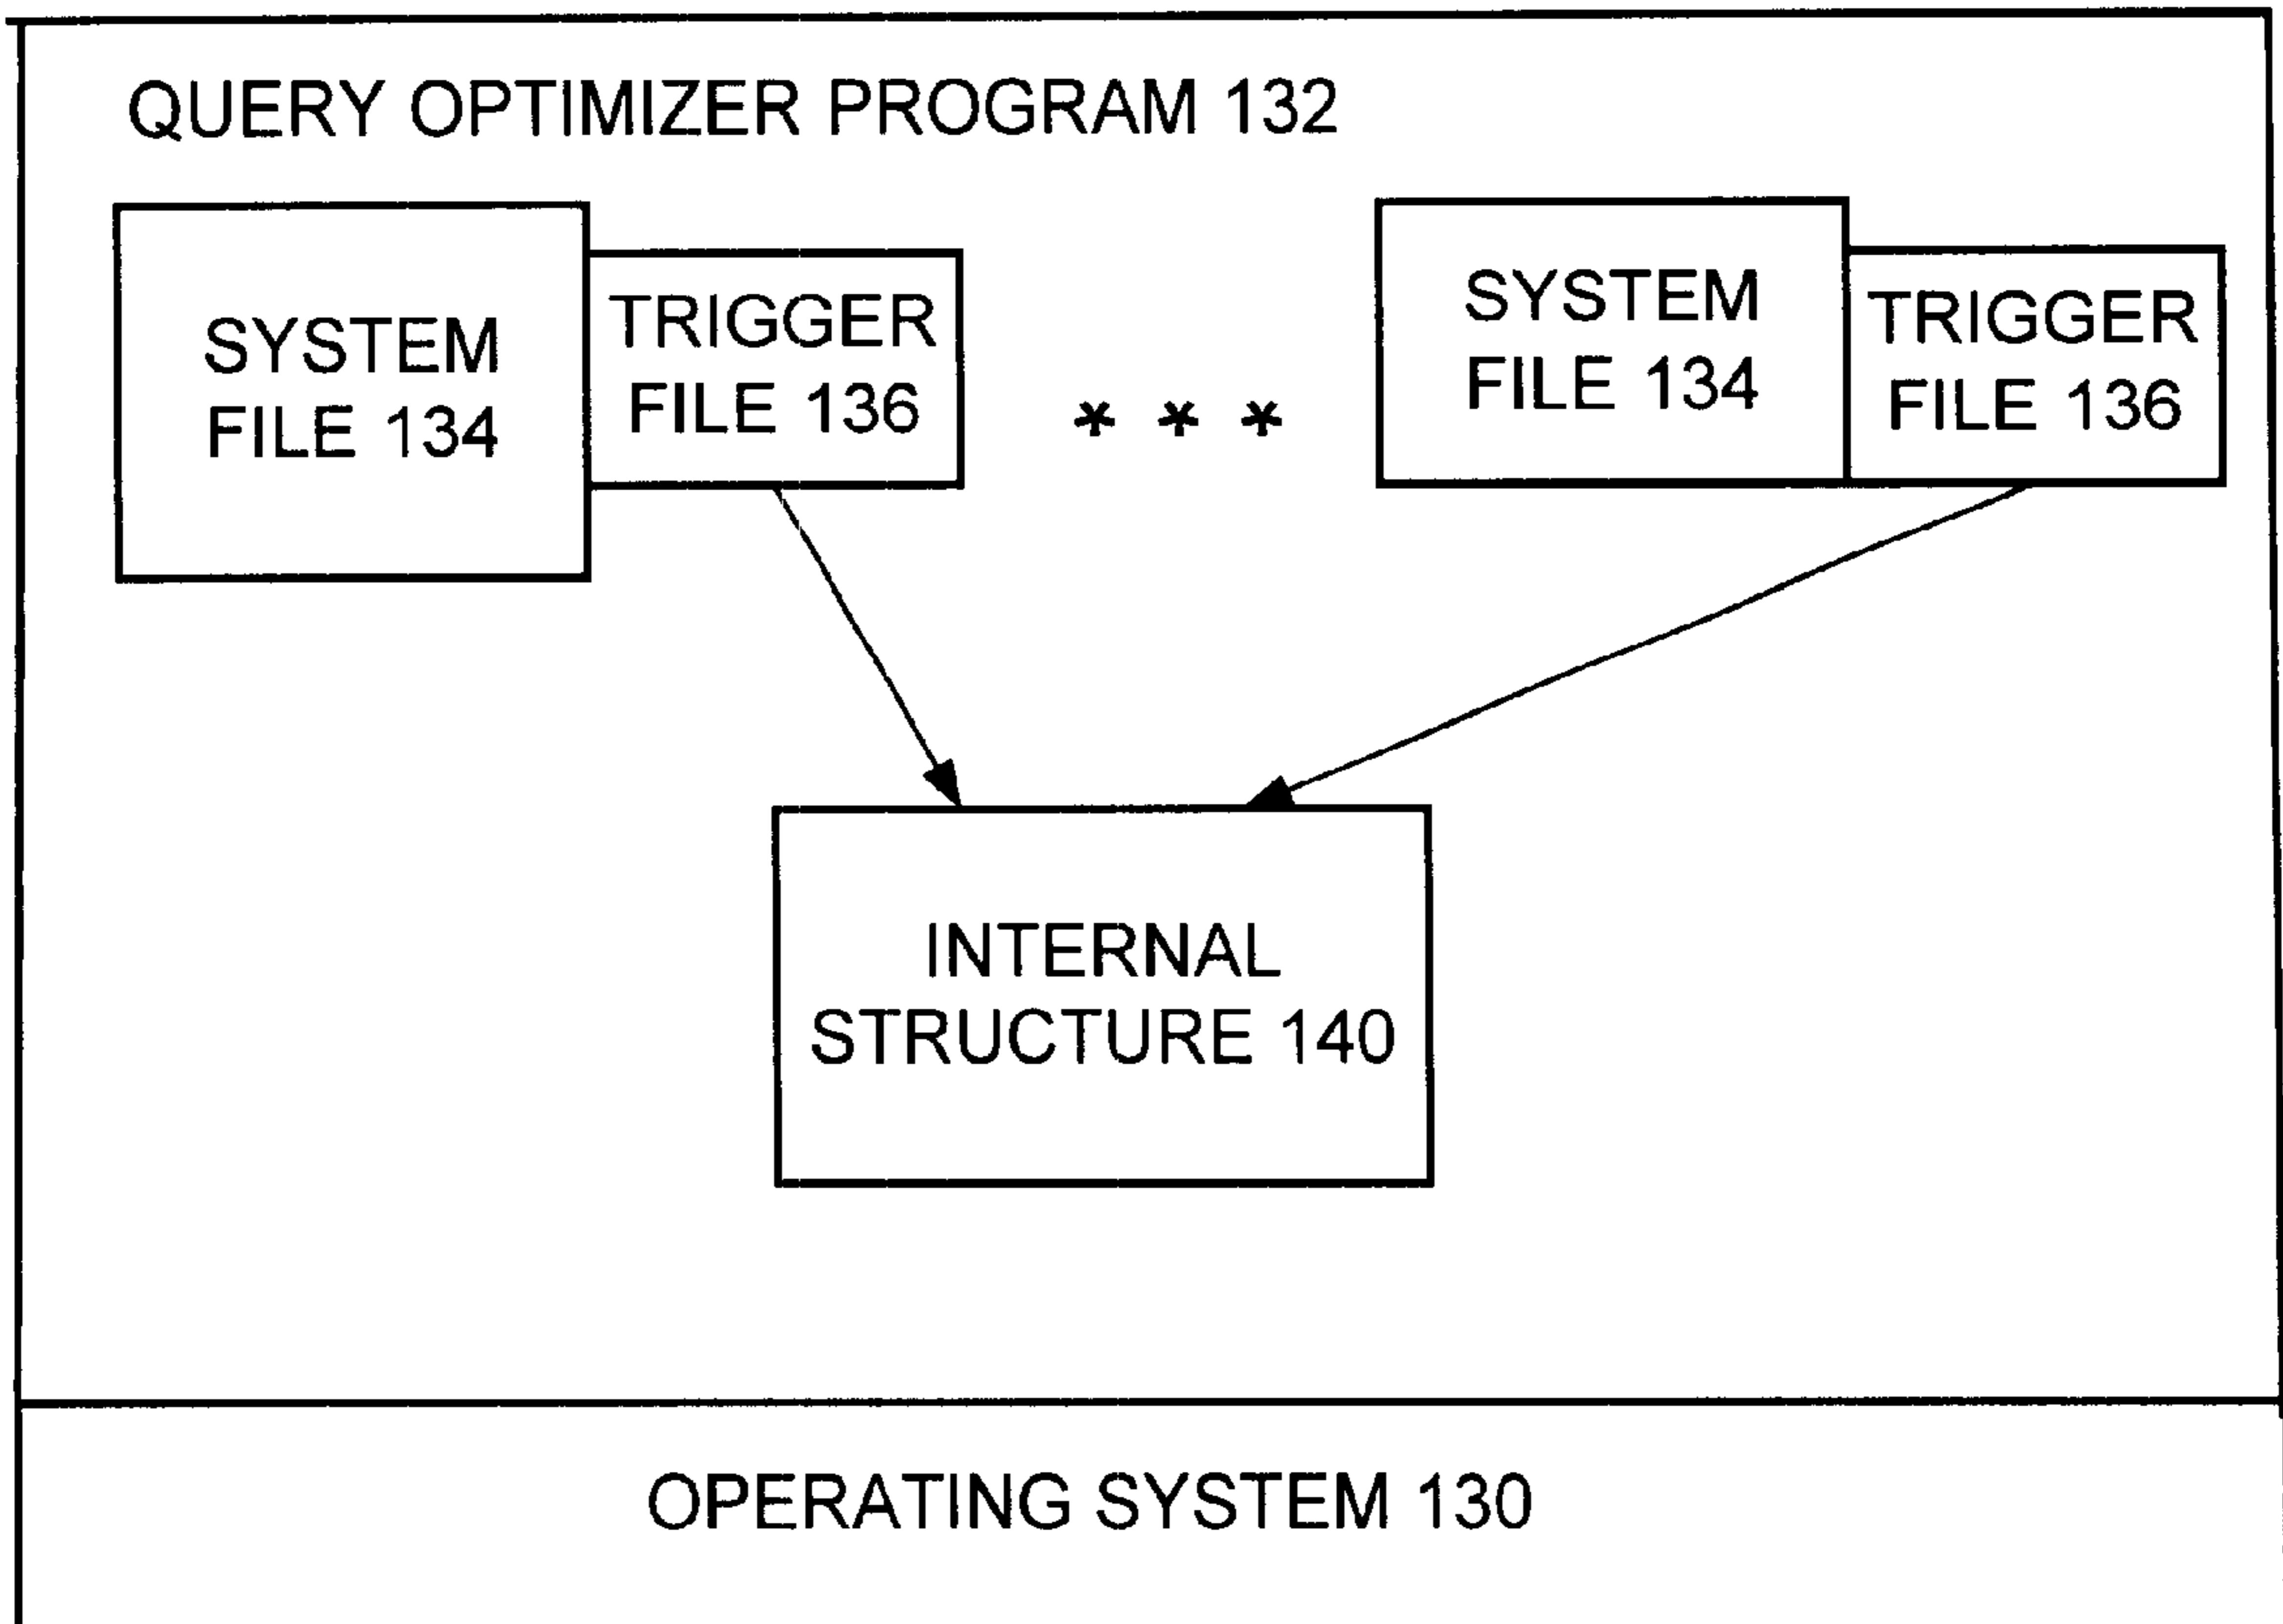 QUERY OPTIMIZER PROGRAM 132
SYSTEM
FILE 134
TRIGGER
FILE 136
* * *
SYSTEM
FILE 134
TRIGGER
FILE 136
INTERNAL
STRUCTURE 140
OPERATING SYSTEM 130